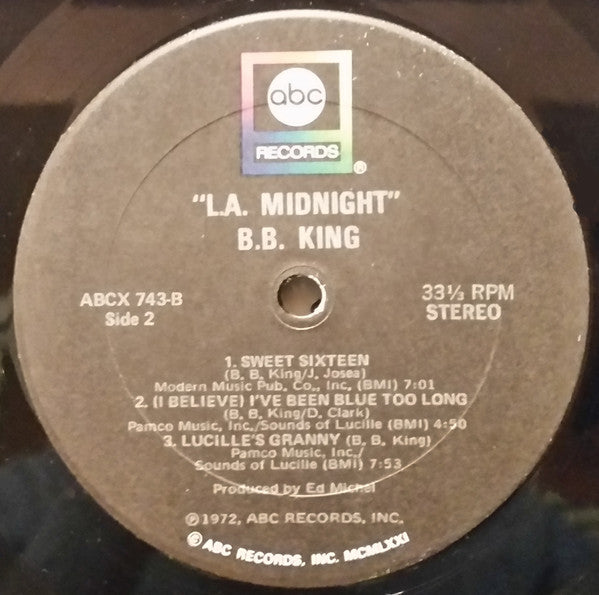 abc
RECORDS
®
"L.A. MIDNIGHT"
B.B. KING
ABCX 743-B
Side 2
33⅓ RPM
STEREO
1. SWEET SIXTEEN
(B. B. King/J. Josea)
Modern Music Pub. Co., Inc. (BMI) 7:01
2. (I BELIEVE) I'VE BEEN BLUE TOO LONG
(B. B. King/D. Clark)
Pamco Music, Inc./Sounds of Lucille (BMI) 4:50
3. LUCILLE'S GRANNY (B. B. King)
Pamco Music, Inc./
Sounds of Lucille (BMI) 7:53
Produced by Ed Michel
℗1972, ABC RECORDS, INC.
© ABC RECORDS, INC. MCMLXXI